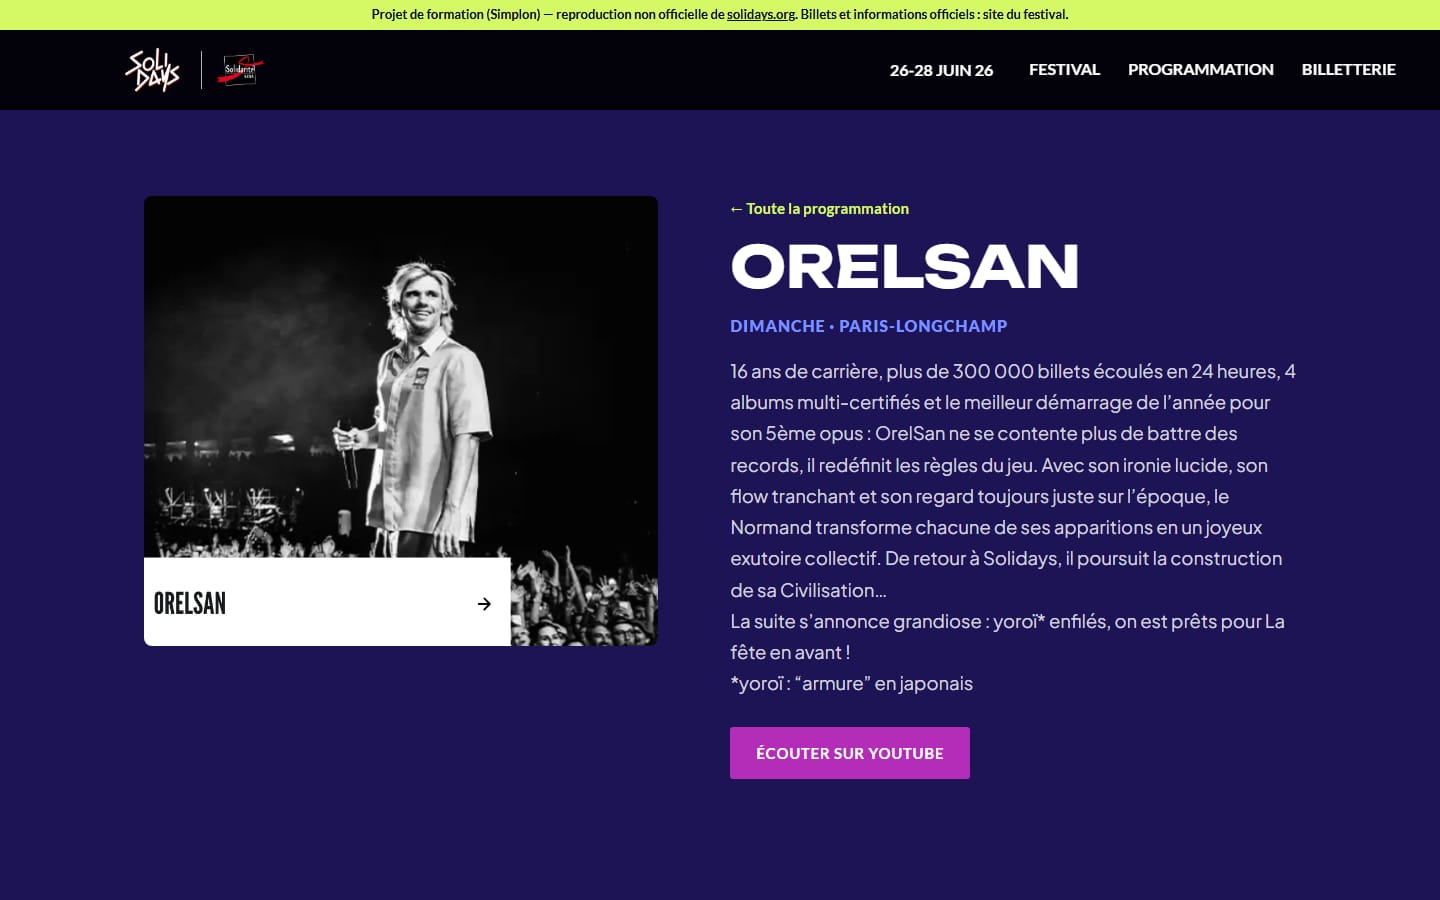 Projet de formation (Simplon) — reproduction non officielle de solidays.org. Billets et informations officiels : site du festival.
SOLI
DAYS
Solidarité
sida
26-28 JUIN 26
FESTIVAL
PROGRAMMATION
BILLETTERIE
← Toute la programmation
ORELSAN
DIMANCHE • PARIS-LONGCHAMP
16 ans de carrière, plus de 300 000 billets écoulés en 24 heures, 4
albums multi-certifiés et le meilleur démarrage de l’année pour
son 5ème opus : OrelSan ne se contente plus de battre des
records, il redéfinit les règles du jeu. Avec son ironie lucide, son
flow tranchant et son regard toujours juste sur l’époque, le
Normand transforme chacune de ses apparitions en un joyeux
exutoire collectif. De retour à Solidays, il poursuit la construction
de sa Civilisation…
La suite s’annonce grandiose : yoroï* enfilés, on est prêts pour La
fête en avant !
*yoroï : “armure” en japonais
ÉCOUTER SUR YOUTUBE
ORELSAN →